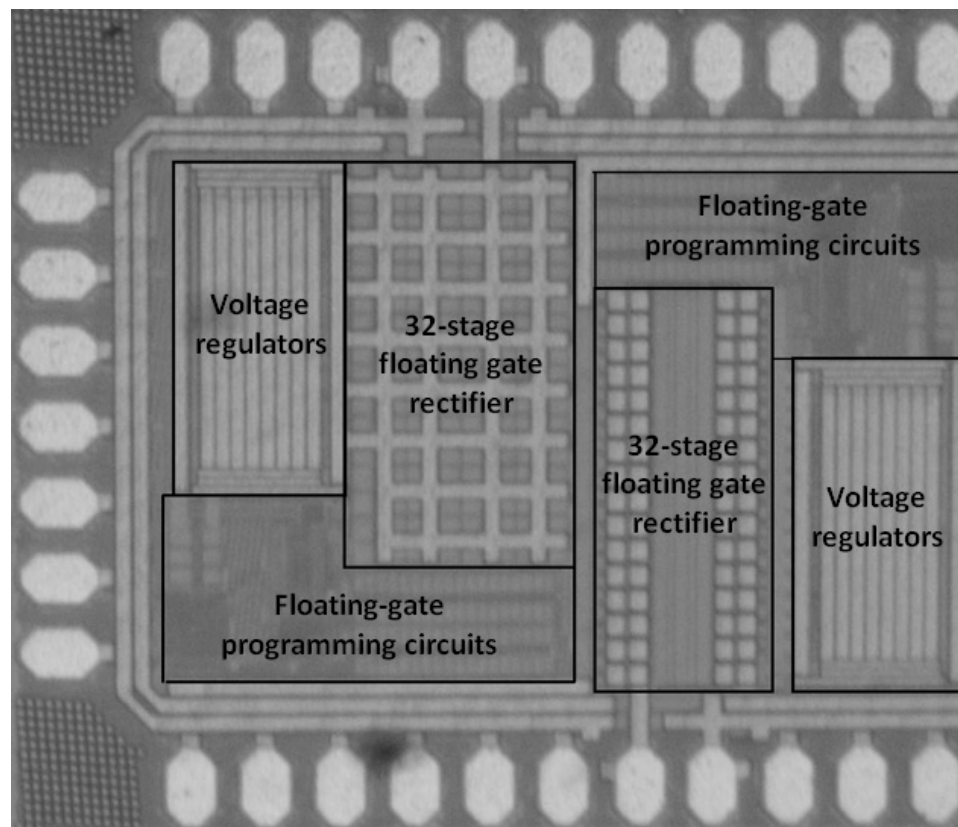 Floating-gate
programming circuits
Voltage
regulators
32-stage
floating gate
rectifier
32-stage
floating gate
rectifier
Voltage
regulators
Floating-gate
programming circuits